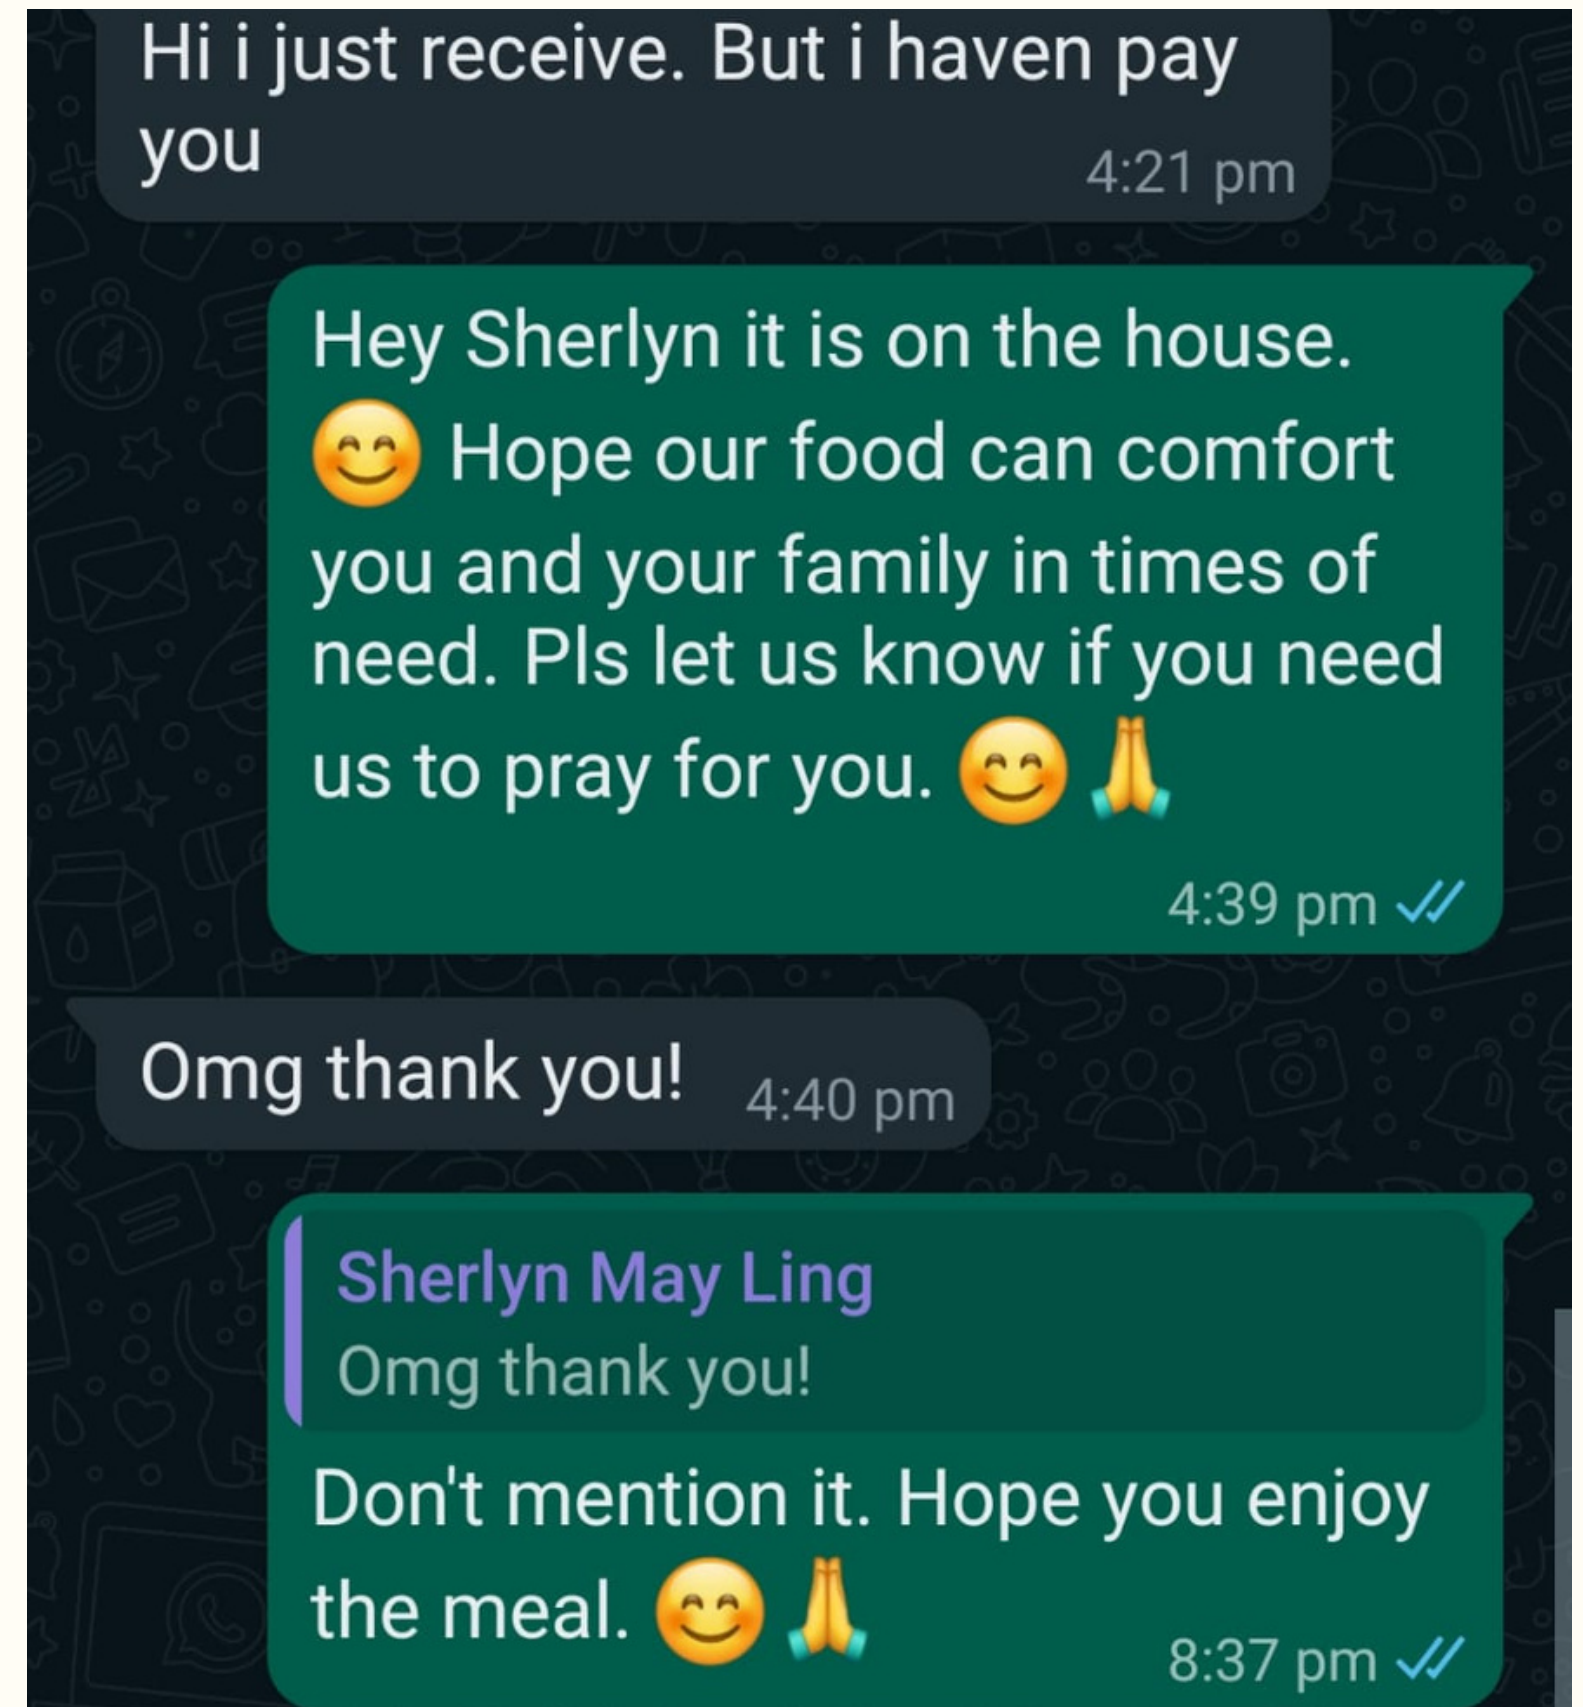 Hi i just receive. But i haven pay
you
4:21 pm
Hey Sherlyn it is on the house.
😊 Hope our food can comfort
you and your family in times of
need. Pls let us know if you need
us to pray for you. 😊🙏
4:39 pm
Omg thank you!
4:40 pm
Sherlyn May Ling
Omg thank you!
Don't mention it. Hope you enjoy
the meal. 😊🙏
8:37 pm